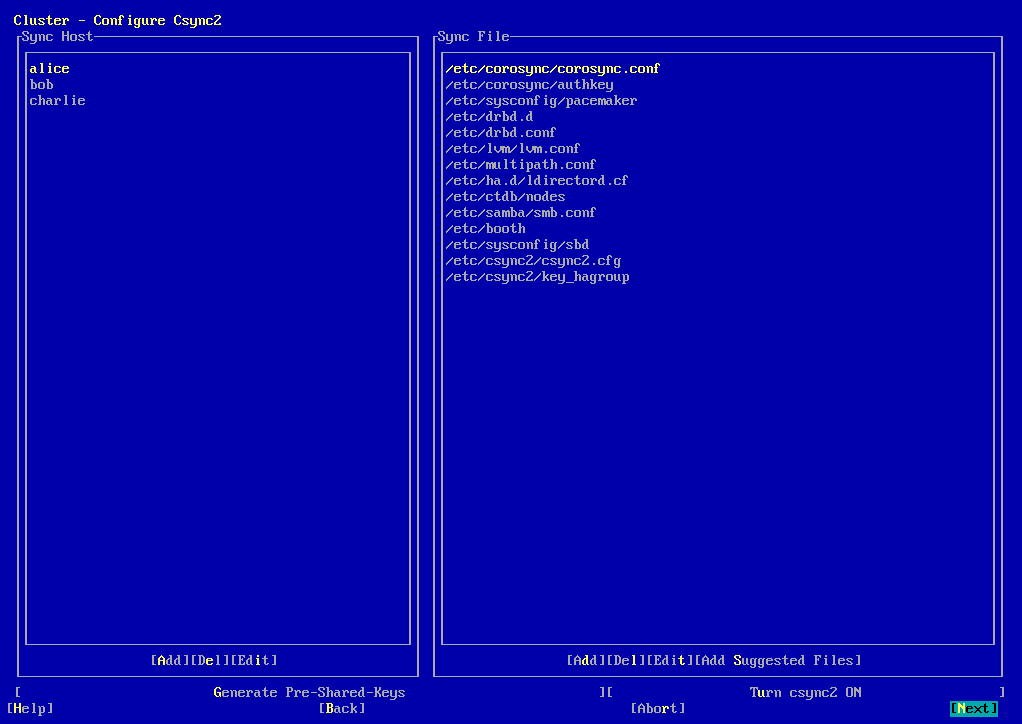 Cluster - Configure Csync2
Sync Host
alice
bob
charlie
[Add][Del][Edit]
Sync File
/etc/corosync/corosync.conf
/etc/corosync/authkey
/etc/sysconfig/pacemaker
/etc/drbd.d
/etc/drbd.conf
/etc/lvm/lvm.conf
/etc/multipath.conf
/etc/ha.d/ldirectord.cf
/etc/ctdb/nodes
/etc/samba/smb.conf
/etc/booth
/etc/sysconfig/sbd
/etc/csync2/csync2.cfg
/etc/csync2/key_hagroup
[Add][Del][Edit][Add Suggested Files]
[ Generate Pre-Shared-Keys ][ Turn csync2 ON ]
[Help] [Back] [Abort] [Next]